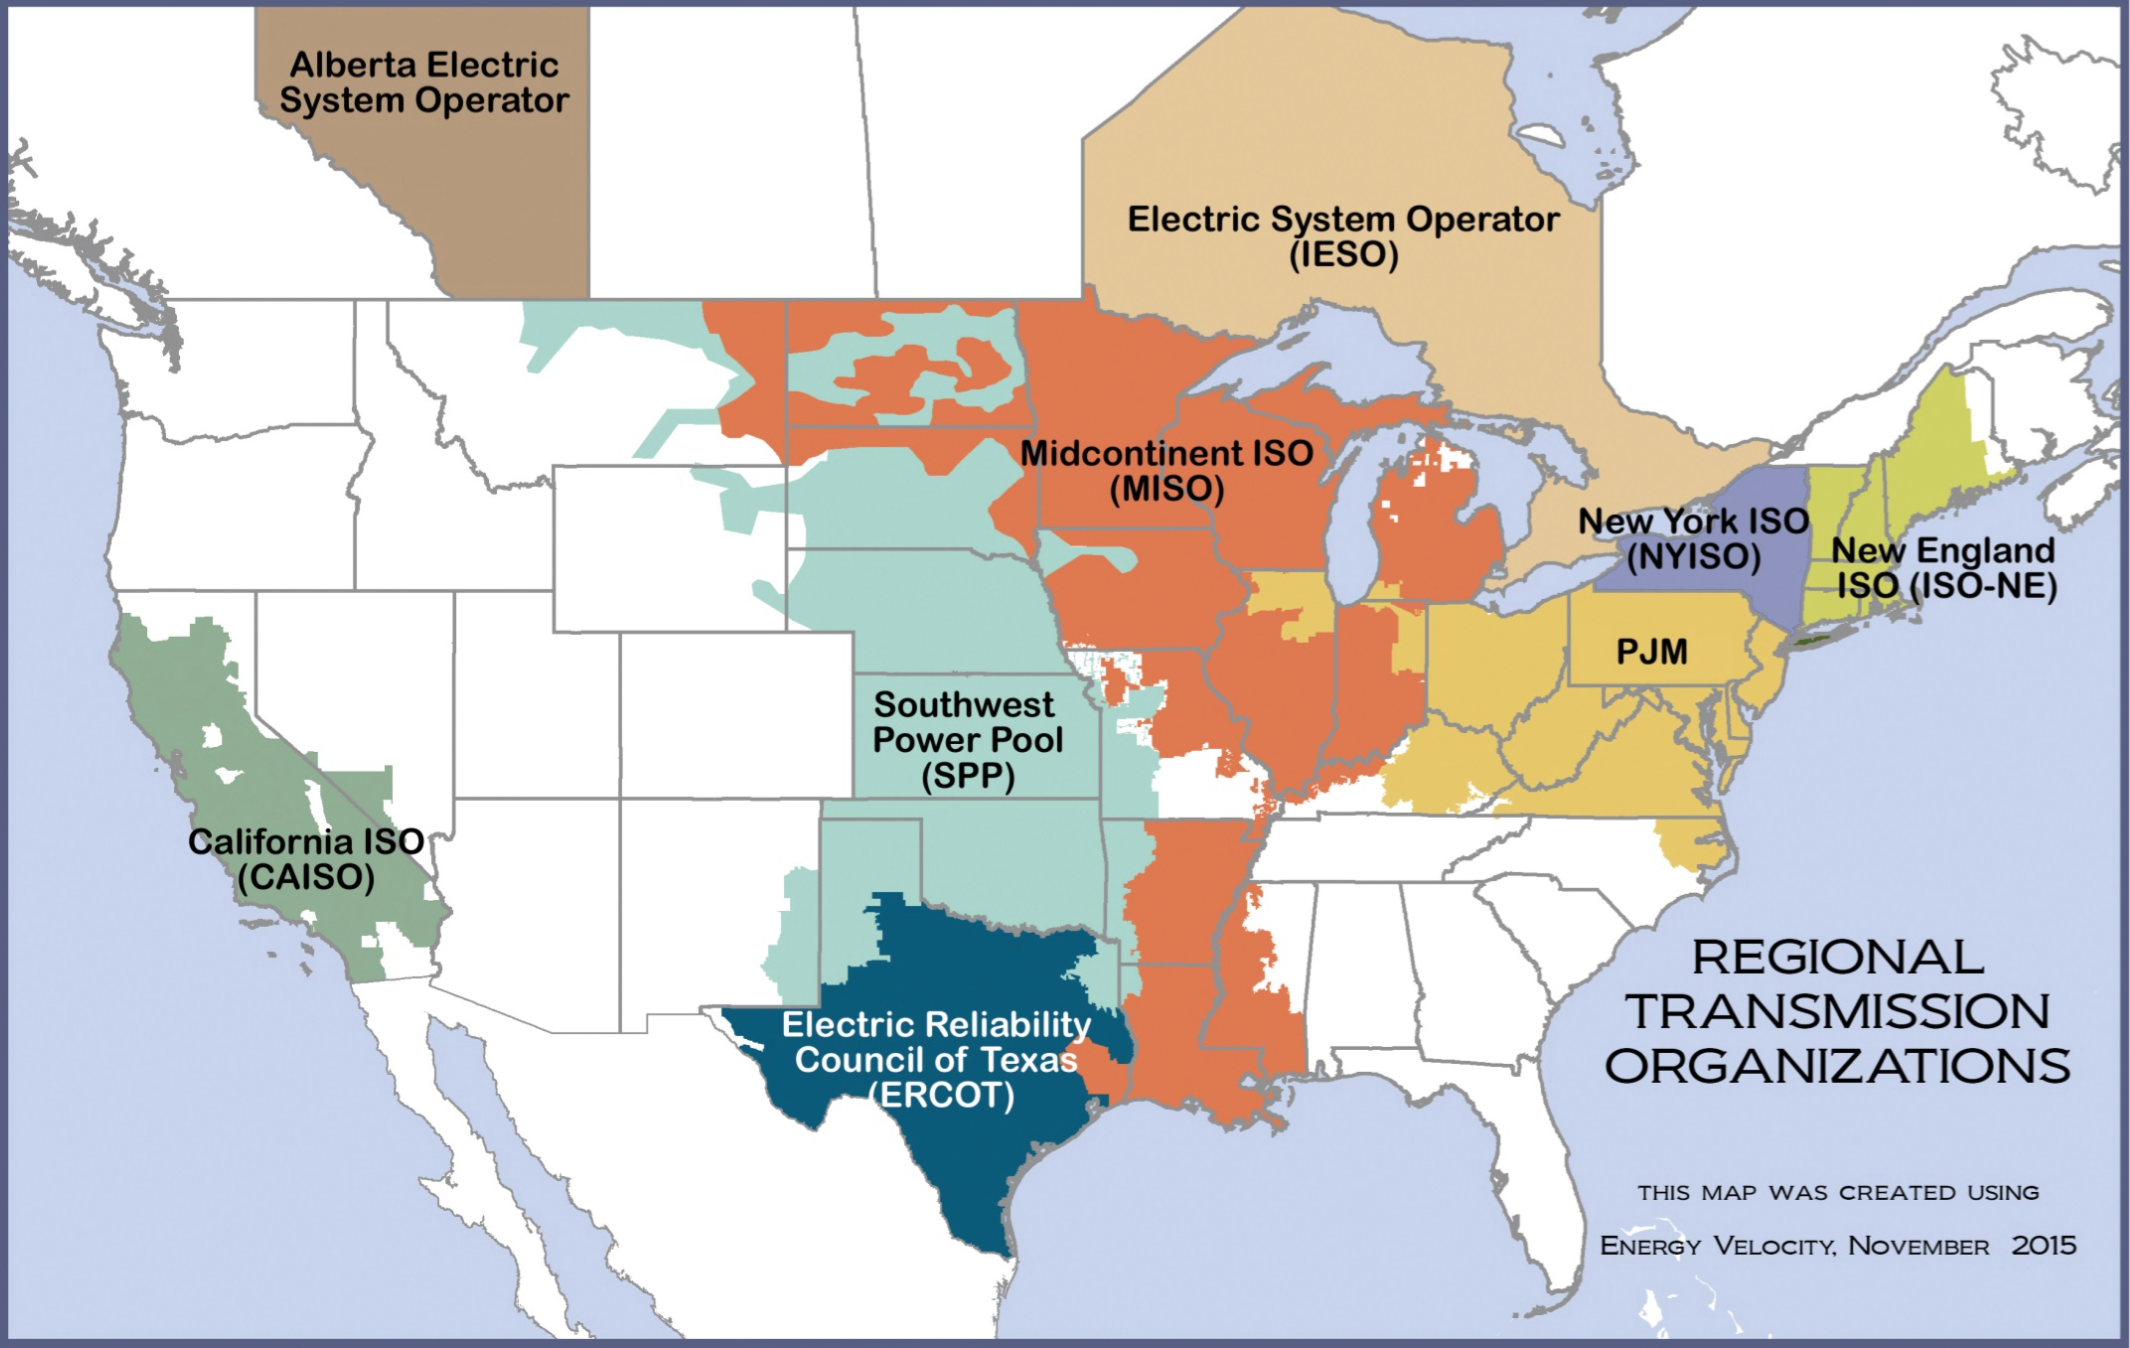 Alberta Electric
System Operator
Electric System Operator
(IESO)
Midcontinent ISO
(MISO)
New York ISO
(NYISO)
New England
ISO (ISO-NE)
PJM
Southwest
Power Pool
(SPP)
California ISO
(CAISO)
Electric Reliability
Council of Texas
(ERCOT)
REGIONAL
TRANSMISSION
ORGANIZATIONS
THIS MAP WAS CREATED USING
ENERGY VELOCITY, NOVEMBER 2015